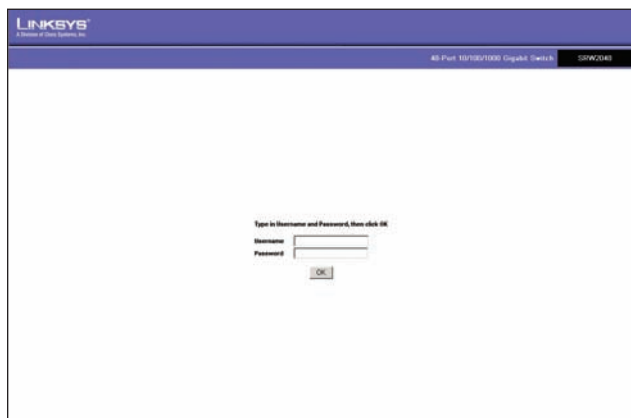 LINKSYS®
A Division of Cisco Systems, Inc.
48-Port 10/100/1000 Gigabit Switch SRW2048
Type in Username and Password, then click OK
Username
Password
OK